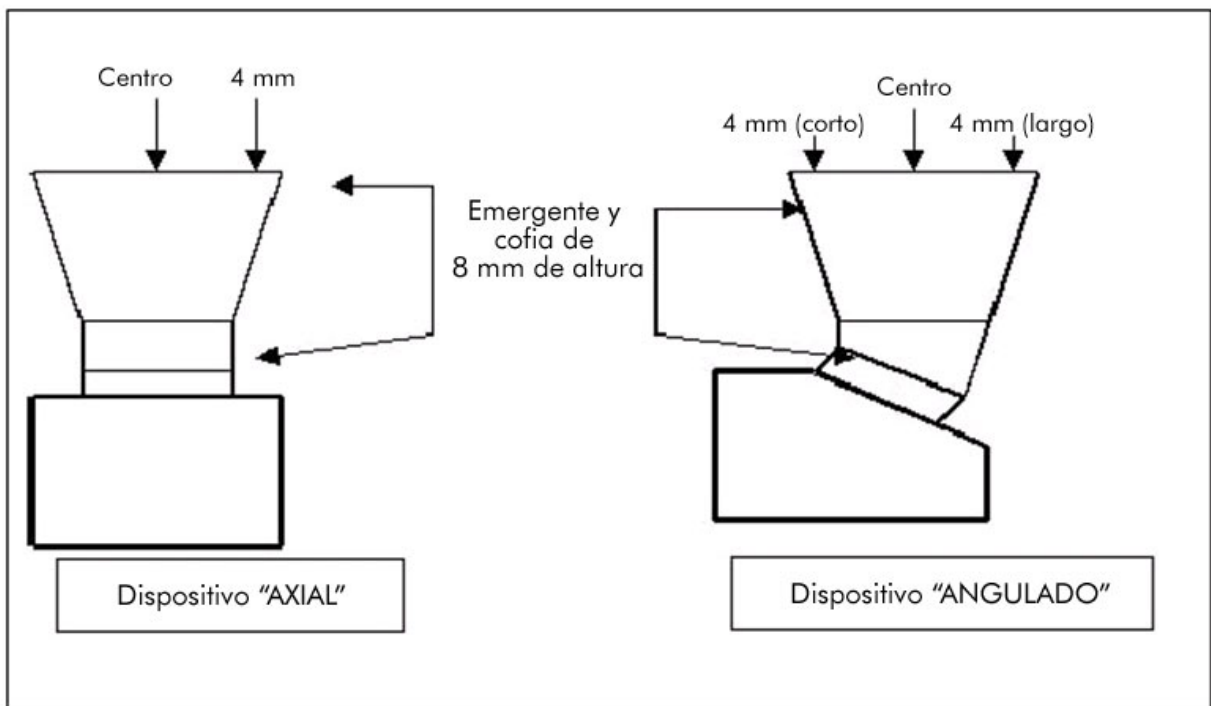 Centro
4 mm
Centro
4 mm (corto)
4 mm (largo)
Emergente y
cofia de
8 mm de altura
Dispositivo “AXIAL”
Dispositivo “ANGULADO”